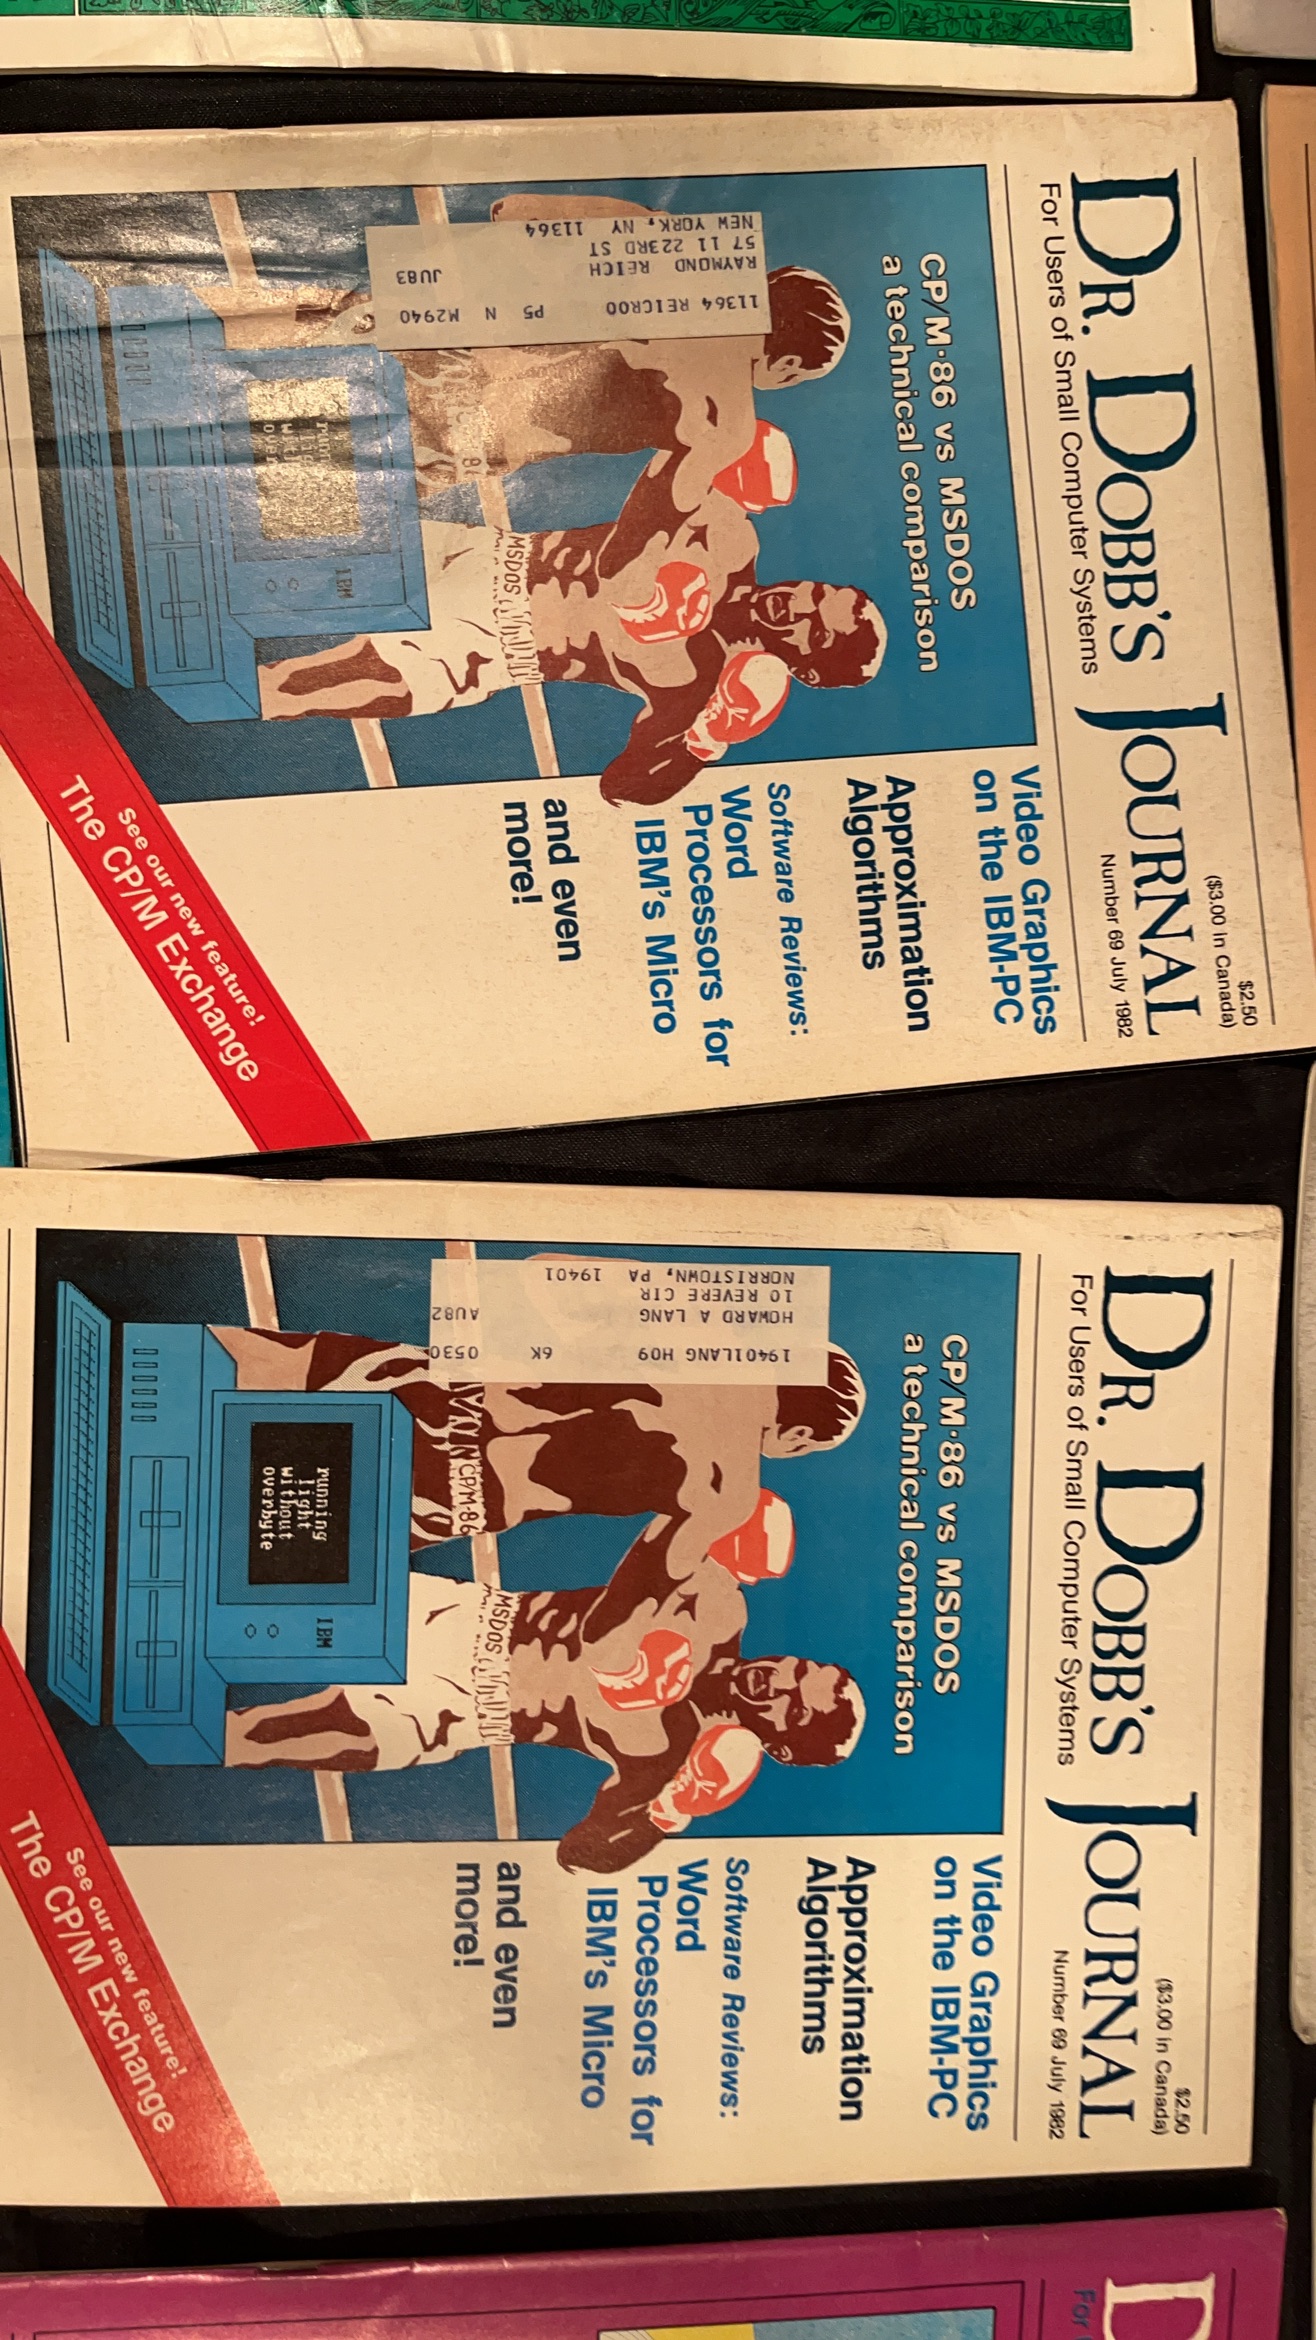 DR. DOBB'S JOURNAL
For Users of Small Computer Systems
$2.50
($3.00 in Canada)
Number 69 July 1982
CP/M·86 vs MSDOS
a technical comparison
11364 REICROO P5 N M2940
RAYMOND REICH JU83
57 11 223RD ST
NEW YORK, NY 11364
MSDOS
IBM
Video Graphics
on the IBM-PC
Approximation
Algorithms
Software Reviews:
Word
Processors for
IBM's Micro
and even
more!
See our new feature!
The CP/M Exchange
DR. DOBB'S JOURNAL
For Users of Small Computer Systems
$2.50
($3.00 in Canada)
Number 69 July 1982
CP/M·86 vs MSDOS
a technical comparison
19401LANG H09 6K 0530
HOWARD A LANG AU82
10 REVERE CIR
NORRISTOWN, PA 19401
CP/M-86
MSDOS
running
light
without
overbyte
IBM
Video Graphics
on the IBM-PC
Approximation
Algorithms
Software Reviews:
Word
Processors for
IBM's Micro
and even
more!
See our new feature!
The CP/M Exchange
D
For